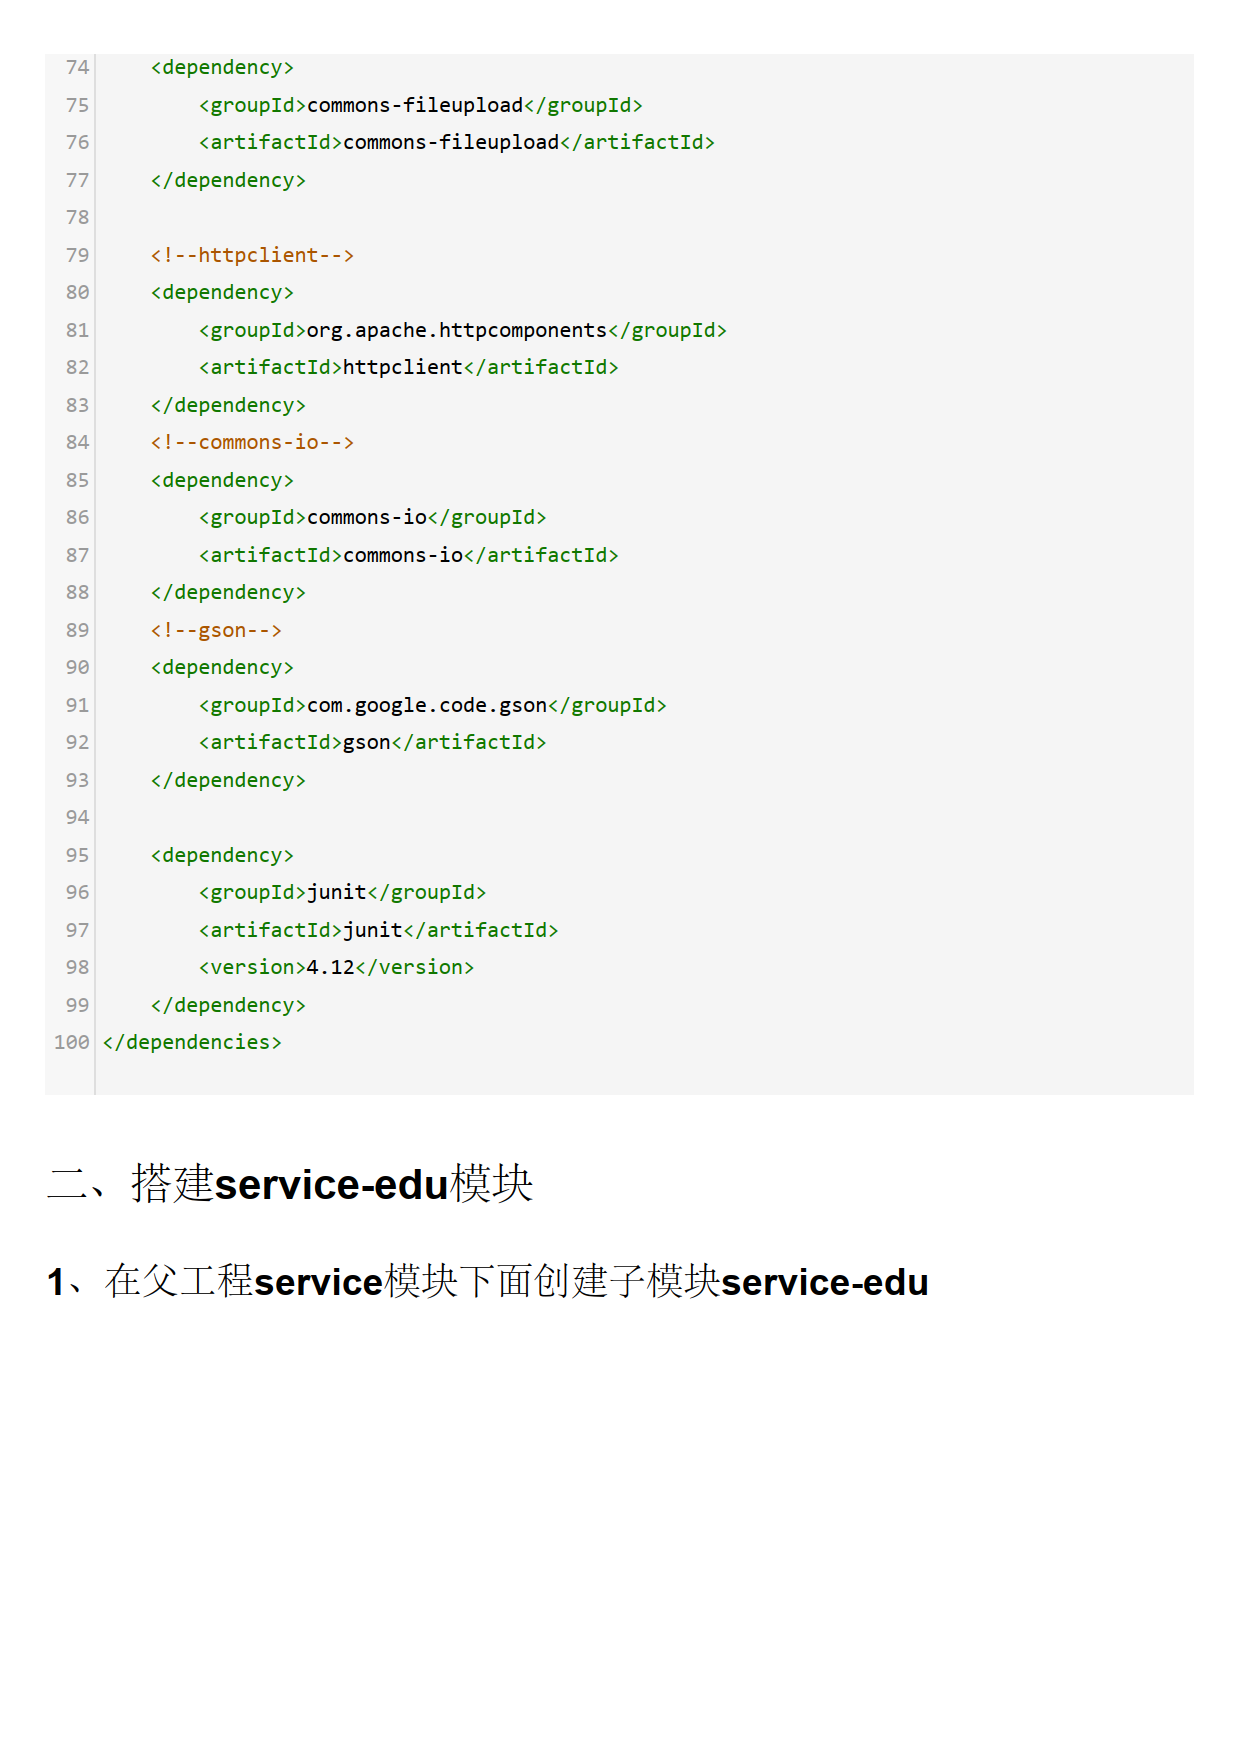 74     <dependency>
75         <groupId>commons-fileupload</groupId>
76         <artifactId>commons-fileupload</artifactId>
77     </dependency>
78
79     <!--httpclient-->
80     <dependency>
81         <groupId>org.apache.httpcomponents</groupId>
82         <artifactId>httpclient</artifactId>
83     </dependency>
84     <!--commons-io-->
85     <dependency>
86         <groupId>commons-io</groupId>
87         <artifactId>commons-io</artifactId>
88     </dependency>
89     <!--gson-->
90     <dependency>
91         <groupId>com.google.code.gson</groupId>
92         <artifactId>gson</artifactId>
93     </dependency>
94
95     <dependency>
96         <groupId>junit</groupId>
97         <artifactId>junit</artifactId>
98         <version>4.12</version>
99     </dependency>
100 </dependencies>
二、搭建service-edu模块
1、在父工程service模块下面创建子模块service-edu